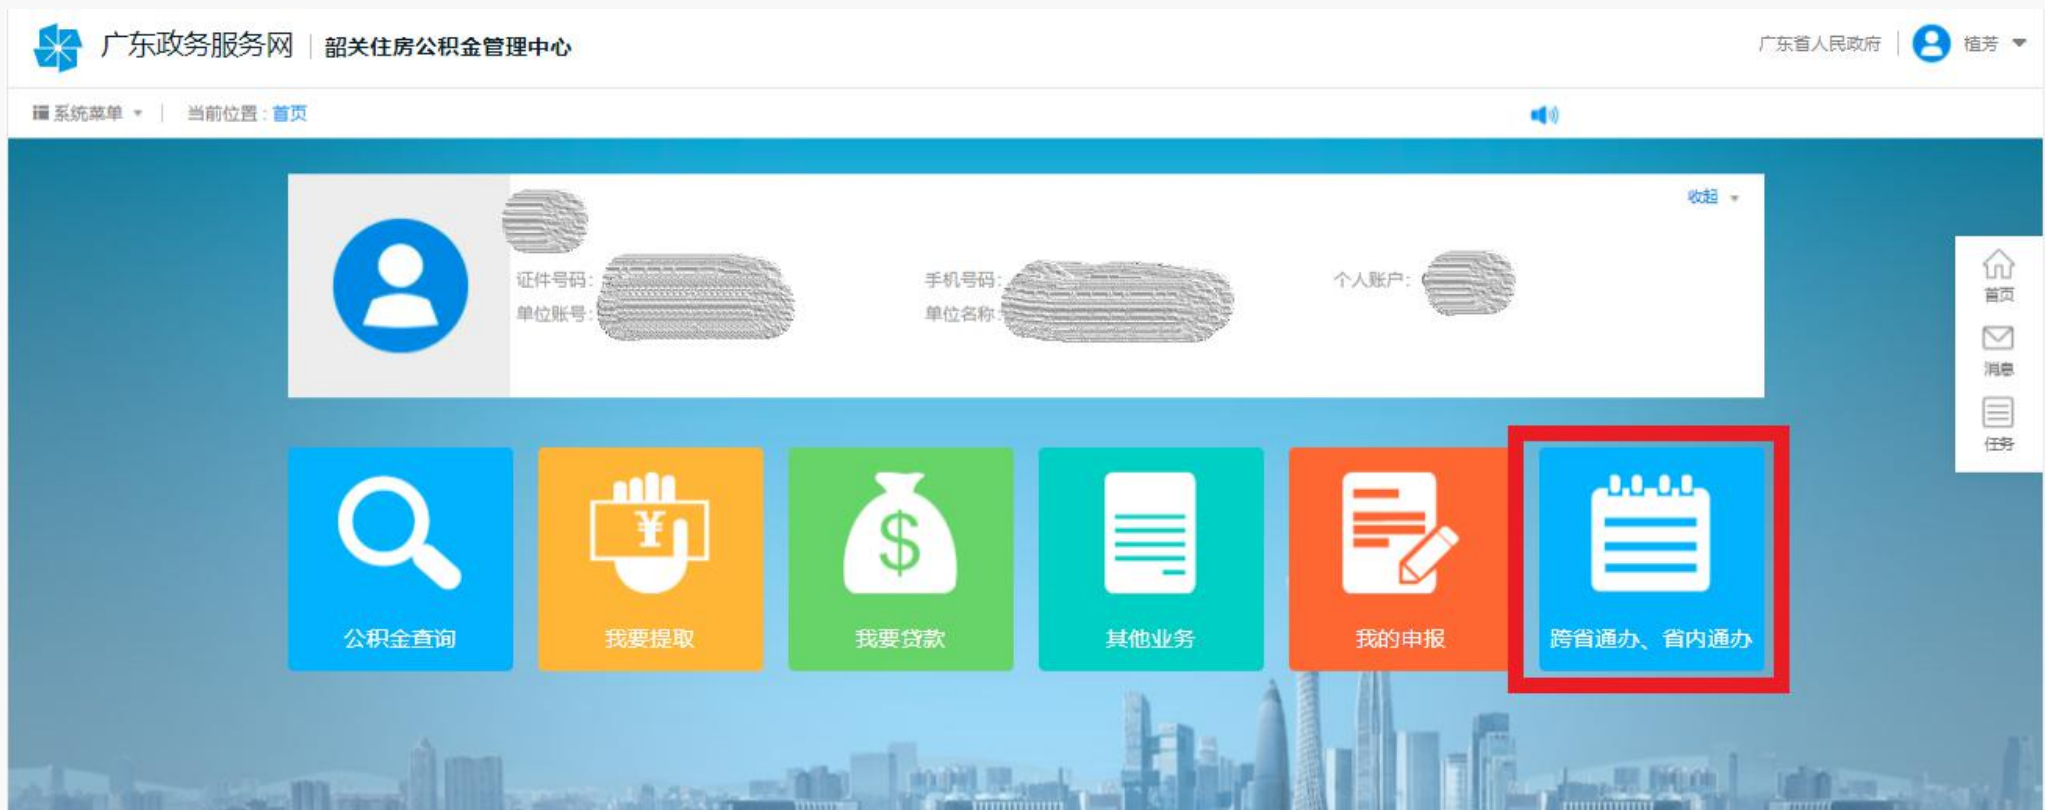 广东政务服务网 | 韶关住房公积金管理中心
广东省人民政府 | 植芳
系统菜单 | 当前位置：首页
收起
证件号码： 手机号码： 个人账户：
单位账号： 单位名称：
首页
消息
任务
公积金查询 我要提取 我要贷款 其他业务 我的申报 跨省通办、省内通办